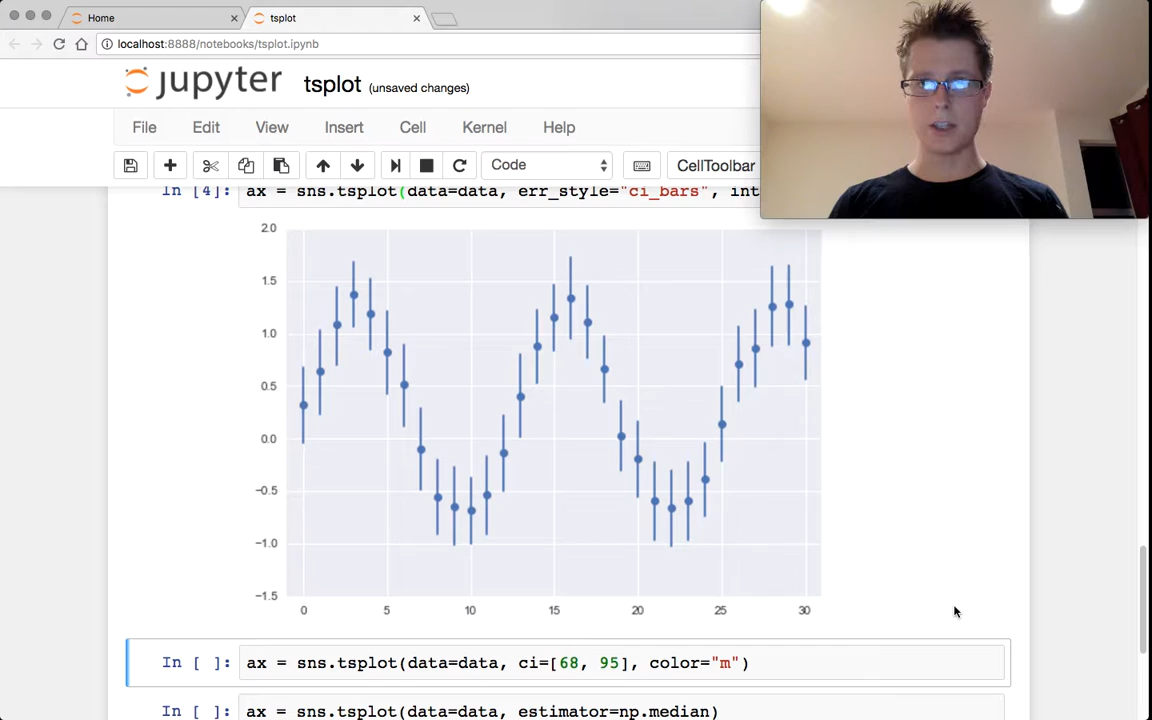 Home
tsplot
localhost:8888/notebooks/tsplot.ipynb
jupyter tsplot (unsaved changes)
File Edit View Insert Cell Kernel Help
Code CellToolbar
In [4]: ax = sns.tsplot(data=data, err_style="ci_bars", int
2.0
1.5
1.0
0.5
0.0
−0.5
−1.0
−1.5
0 5 10 15 20 25 30
In [ ]: ax = sns.tsplot(data=data, ci=[68, 95], color="m")
In [ ]: ax = sns.tsplot(data=data, estimator=np.median)